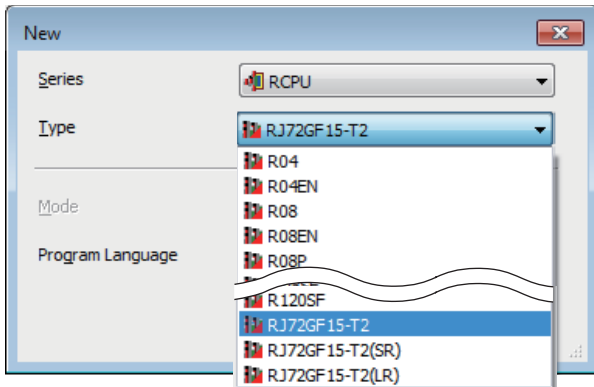 New
Series
RCPU
Type
RJ72GF15-T2
R04
R04EN
R08
R08EN
R08P
R120SF
RJ72GF15-T2
RJ72GF15-T2(SR)
RJ72GF15-T2(LR)
Mode
Program Language